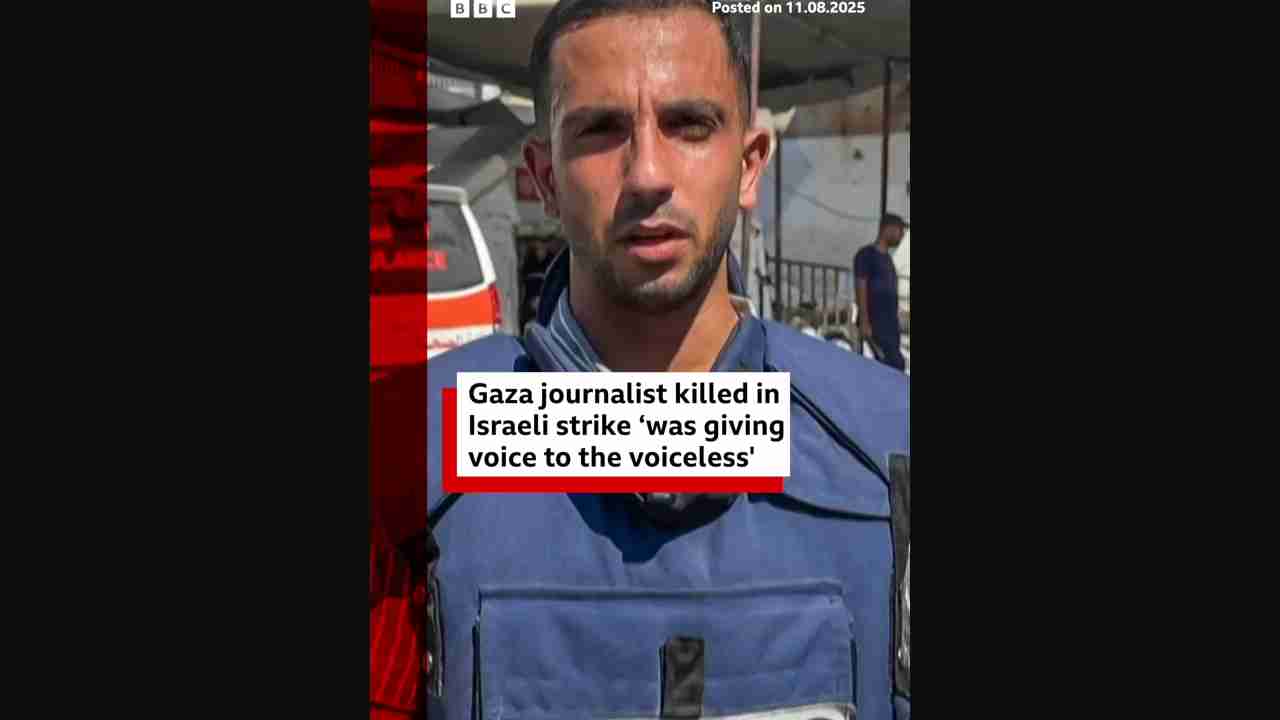 BBC
Posted on 11.08.2025
Gaza journalist killed in
Israeli strike ‘was giving
voice to the voiceless'